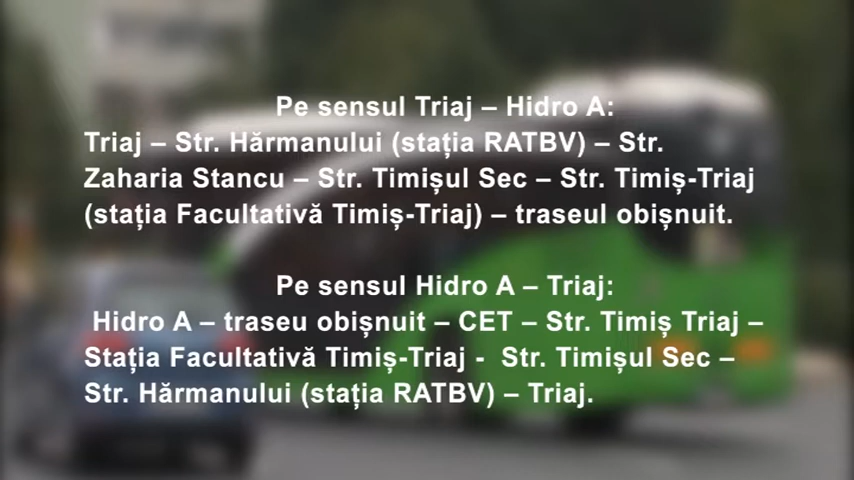 Pe sensul Triaj – Hidro A:
Triaj – Str. Hărmanului (stația RATBV) – Str.
Zaharia Stancu – Str. Timișul Sec – Str. Timiș-Triaj
(stația Facultativă Timiș-Triaj) – traseul obișnuit.
Pe sensul Hidro A – Triaj:
Hidro A – traseu obișnuit – CET – Str. Timiș Triaj –
Stația Facultativă Timiș-Triaj - Str. Timișul Sec –
Str. Hărmanului (stația RATBV) – Triaj.